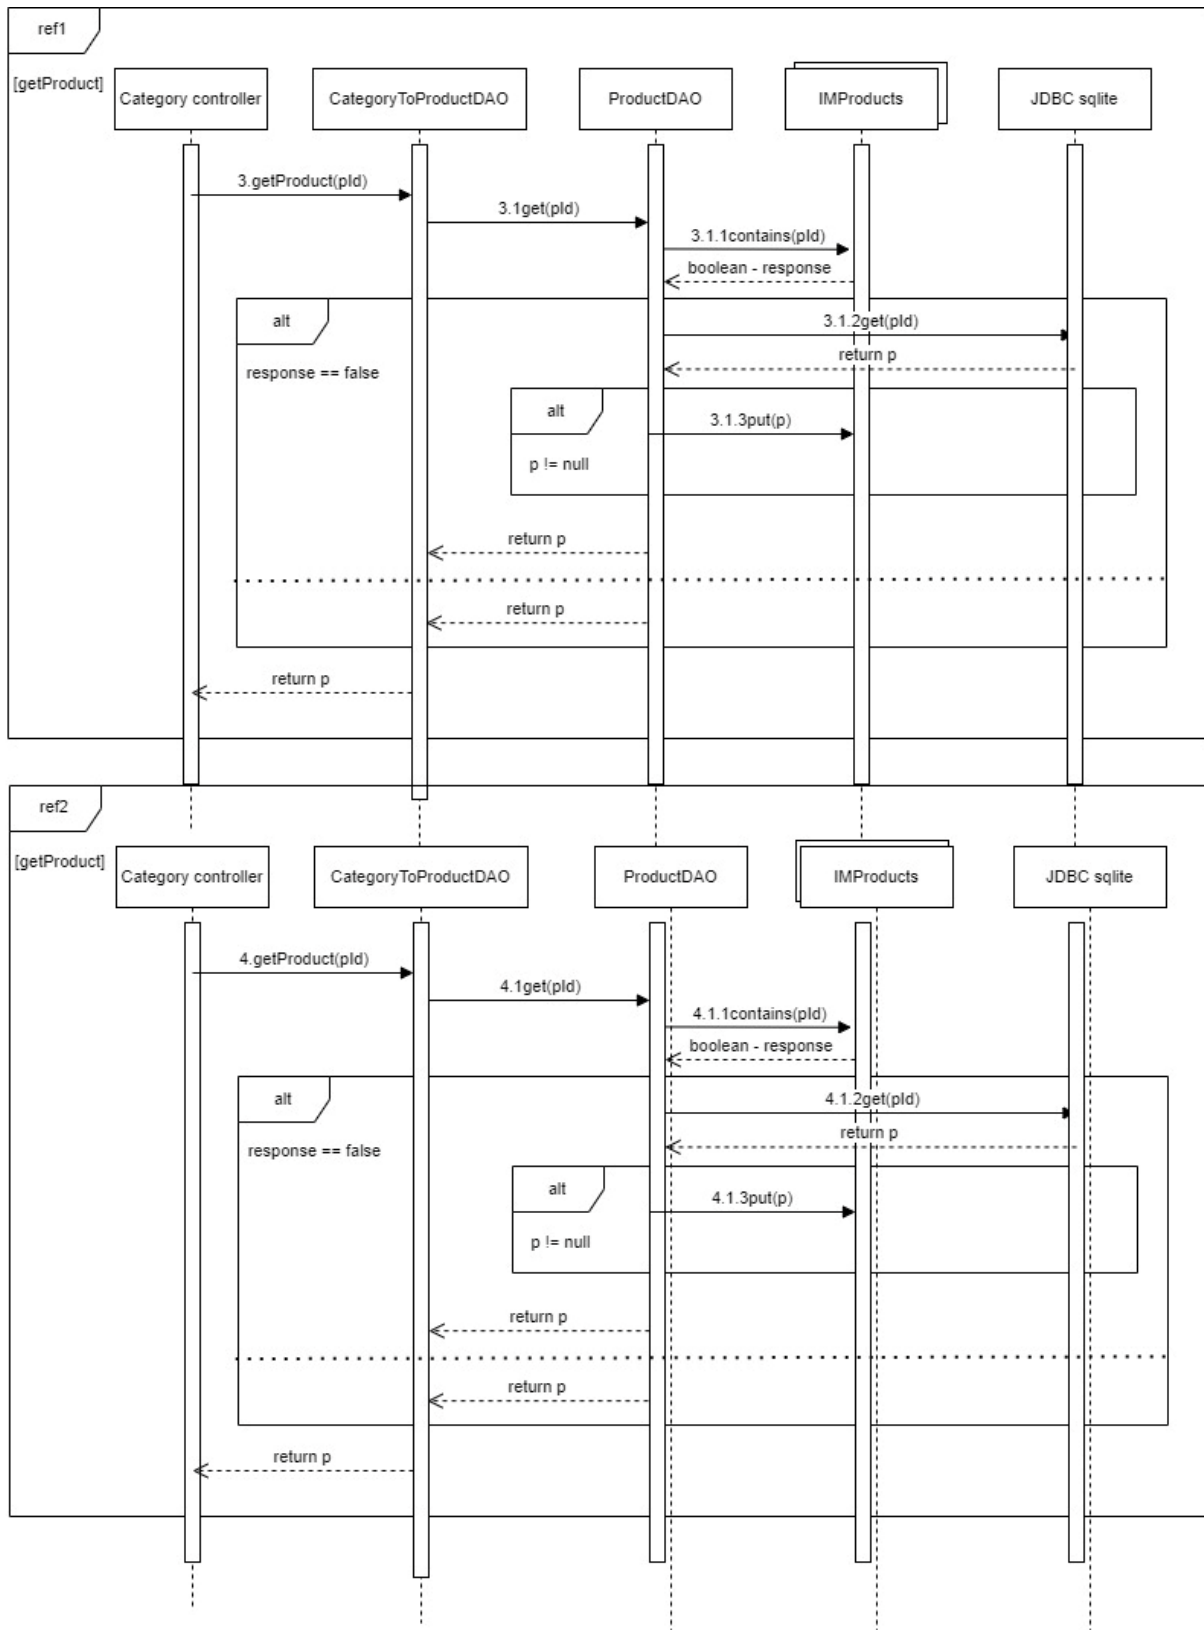 ref1
[getProduct]
Category controller
CategoryToProductDAO
ProductDAO
IMProducts
JDBC sqlite
3.getProduct(pId)
3.1get(pId)
3.1.1contains(pId)
boolean - response
alt
3.1.2get(pId)
return p
response == false
alt
3.1.3put(p)
p != null
return p
return p
return p
ref2
[getProduct]
Category controller
CategoryToProductDAO
ProductDAO
IMProducts
JDBC sqlite
4.getProduct(pId)
4.1get(pId)
4.1.1contains(pId)
boolean - response
alt
4.1.2get(pId)
return p
response == false
alt
4.1.3put(p)
p != null
return p
return p
return p